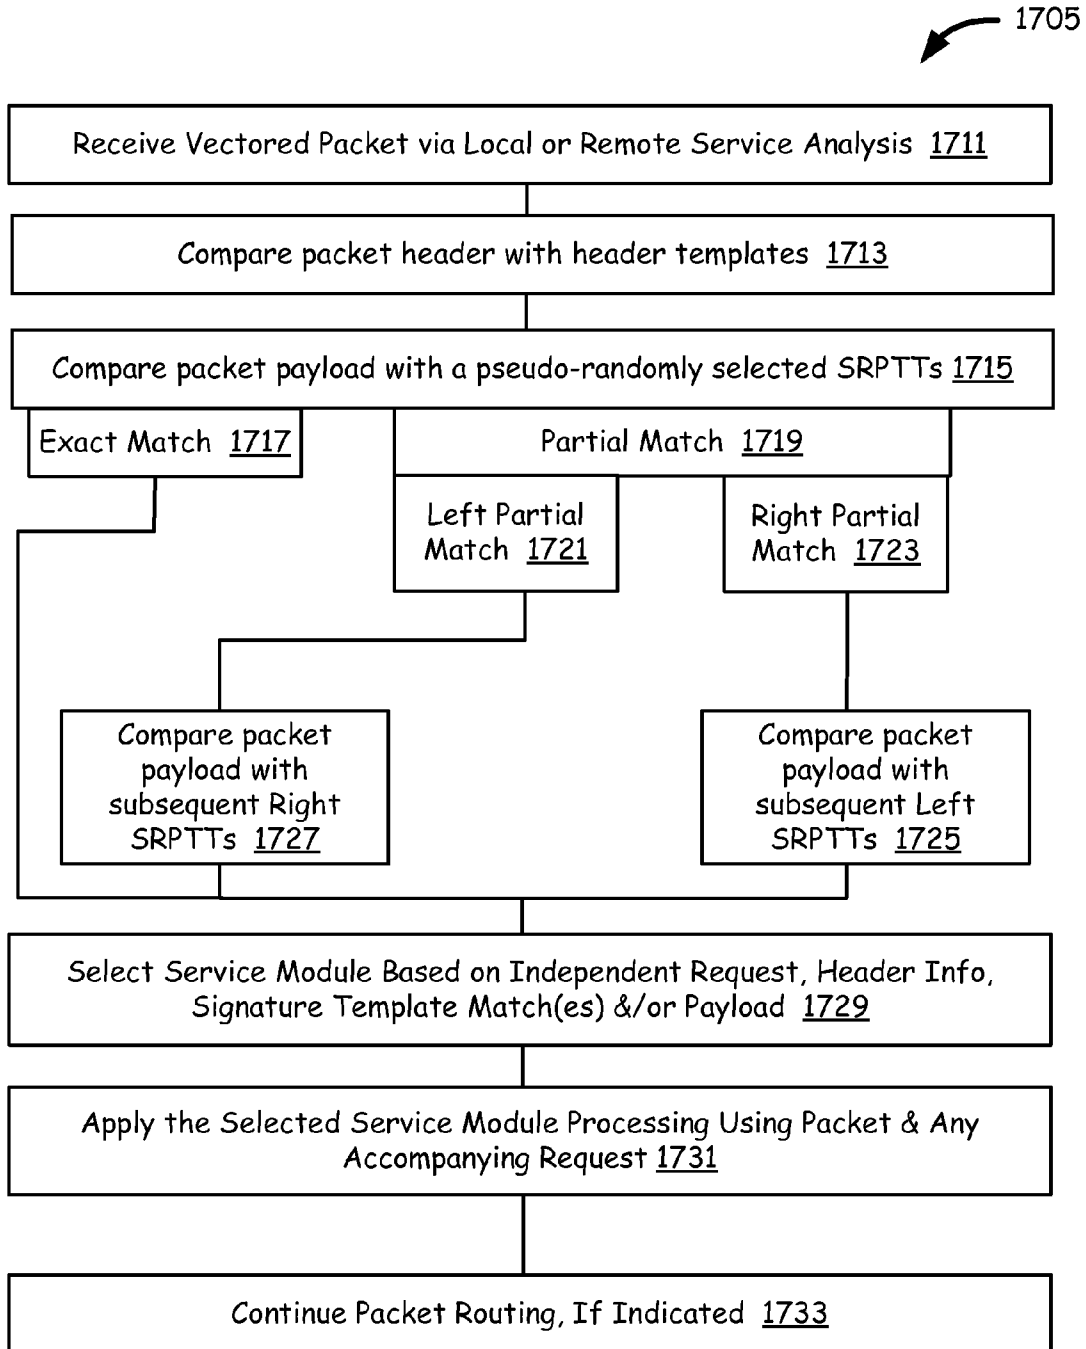 1705
Receive Vectored Packet via Local or Remote Service Analysis 1711
Compare packet header with header templates 1713
Compare packet payload with a pseudo-randomly selected SRPTTs 1715
Exact Match 1717
Partial Match 1719
Left Partial
Match 1721
Right Partial
Match 1723
Compare packet
payload with
subsequent Right
SRPTTs 1727
Compare packet
payload with
subsequent Left
SRPTTs 1725
Select Service Module Based on Independent Request, Header Info,
Signature Template Match(es) &/or Payload 1729
Apply the Selected Service Module Processing Using Packet & Any
Accompanying Request 1731
Continue Packet Routing, If Indicated 1733